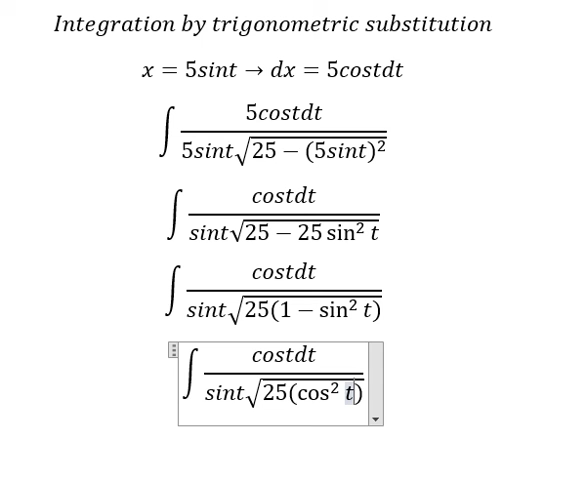 Integration by trigonometric substitution
x = 5sint → dx = 5costdt
∫ 5costdt / 5sint√(25 − (5sint)²)
∫ costdt / sint√(25 − 25 sin² t)
∫ costdt / sint√(25(1 − sin² t))
∫ costdt / sint√(25(cos² t))